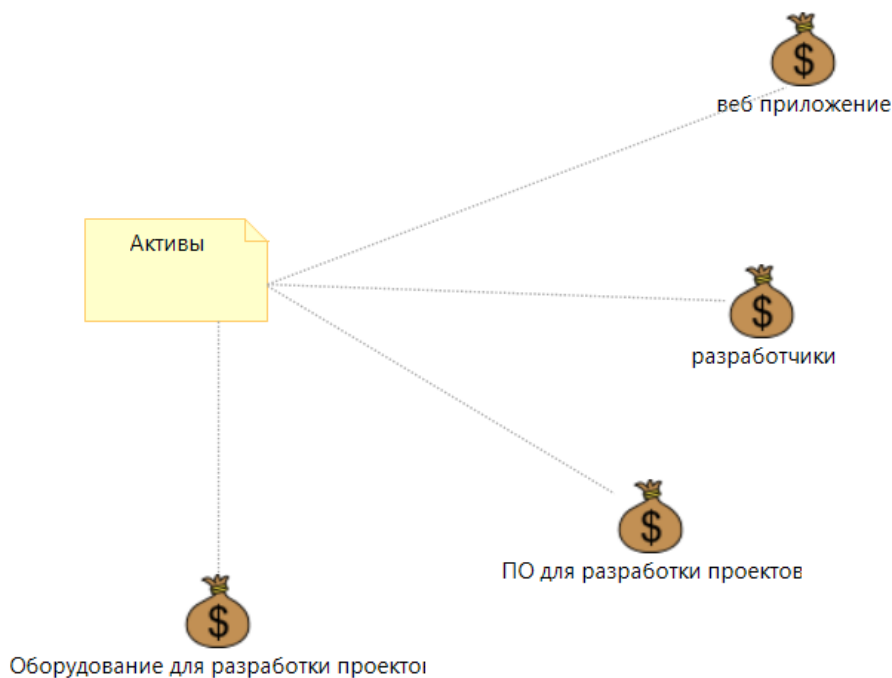 $
веб приложение
Активы
$
разработчики
$
ПО для разработки проектов
$
Оборудование для разработки проекто